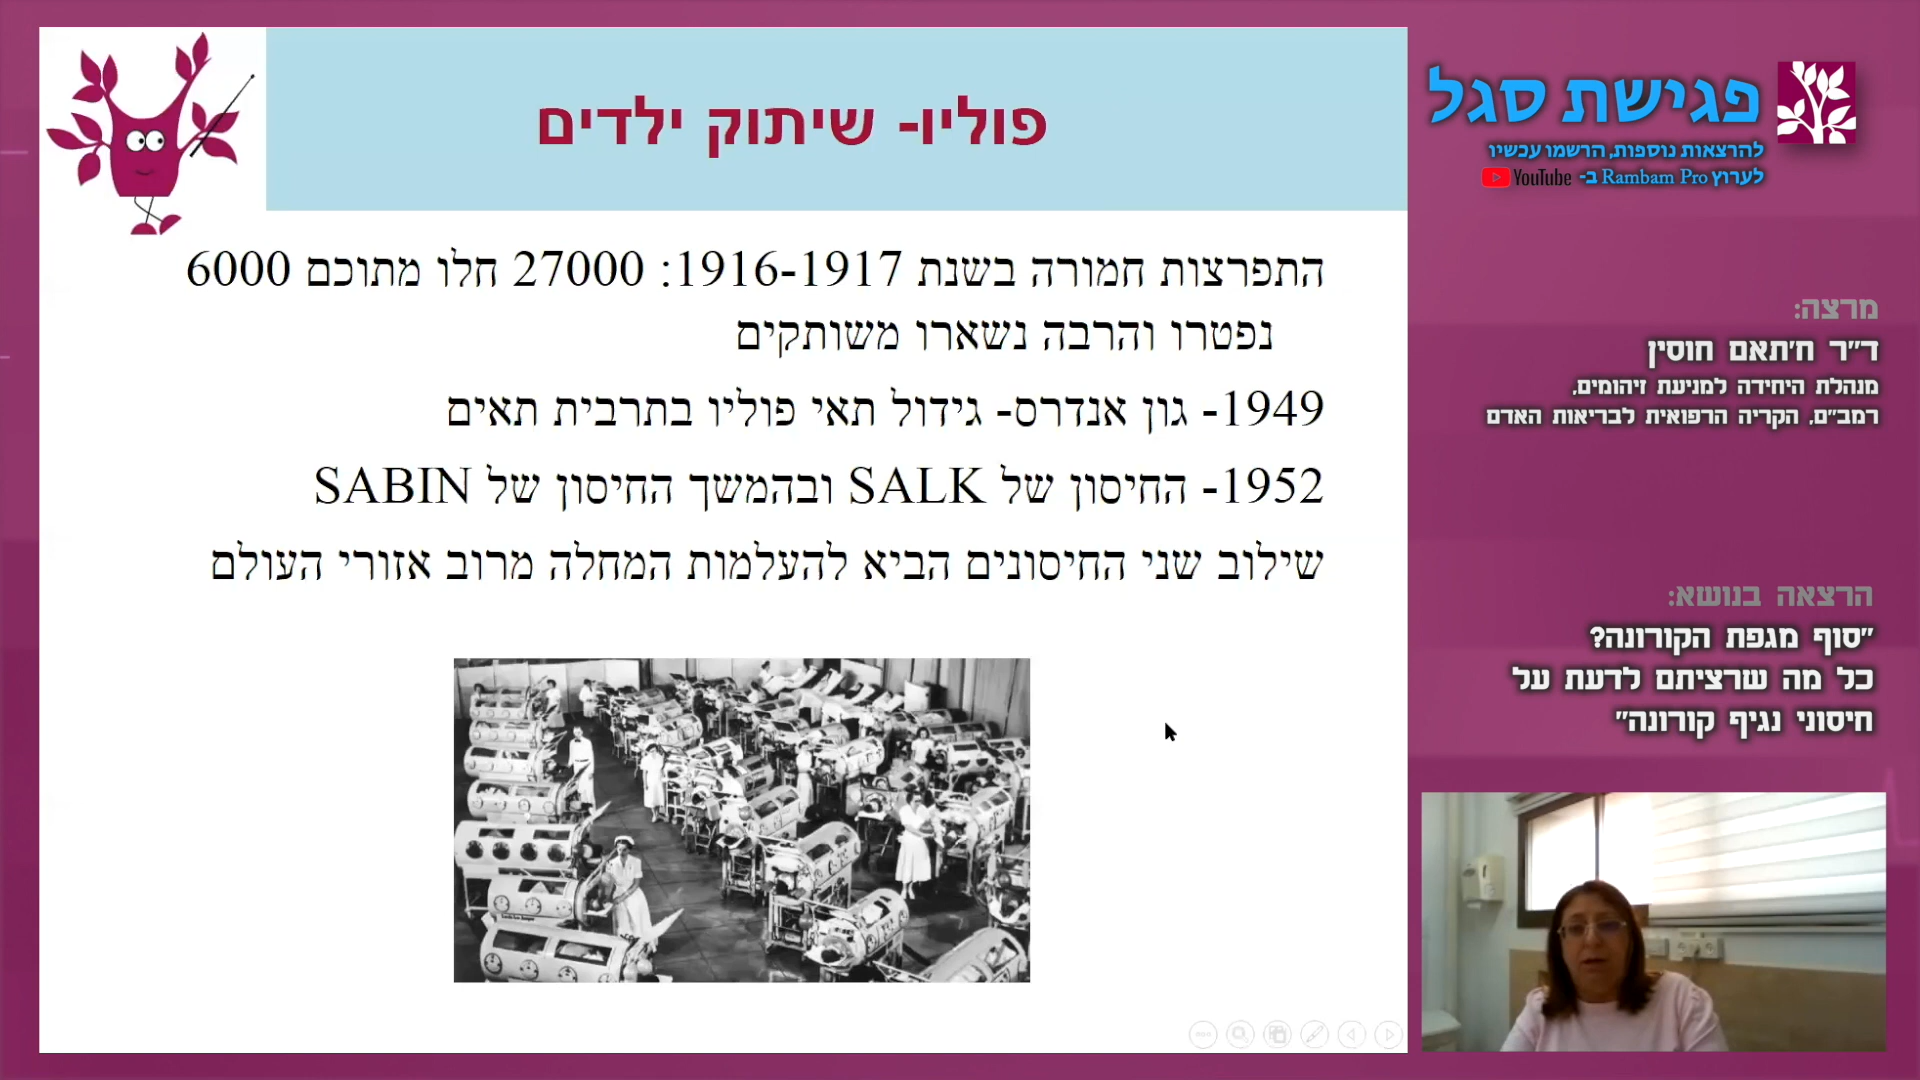 פוליו- שיתוק ילדים
התפרצות חמורה בשנת 1916-1917: 27000 חלו מתוכם 6000
נפטרו והרבה נשארו משותקים
1949- גון אנדרס- גידול תאי פוליו בתרבית תאים
1952- החיסון של SALK ובהמשך החיסון של SABIN
שילוב שני החיסונים הביא להעלמות המחלה מרוב אזורי העולם
פגישת סגל
להרצאות נוספות, הרשמו עכשיו
לערוץ Rambam Pro ב- YouTube
מרצה:
ד"ר ח'תאם חוסין
מנהלת היחידה למניעת זיהומים,
רמב"ם, הקריה הרפואית לבריאות האדם
הרצאה בנושא:
"סוף מגפת הקורונה?
כל מה שרציתם לדעת על
חיסוני נגיף קורונה"